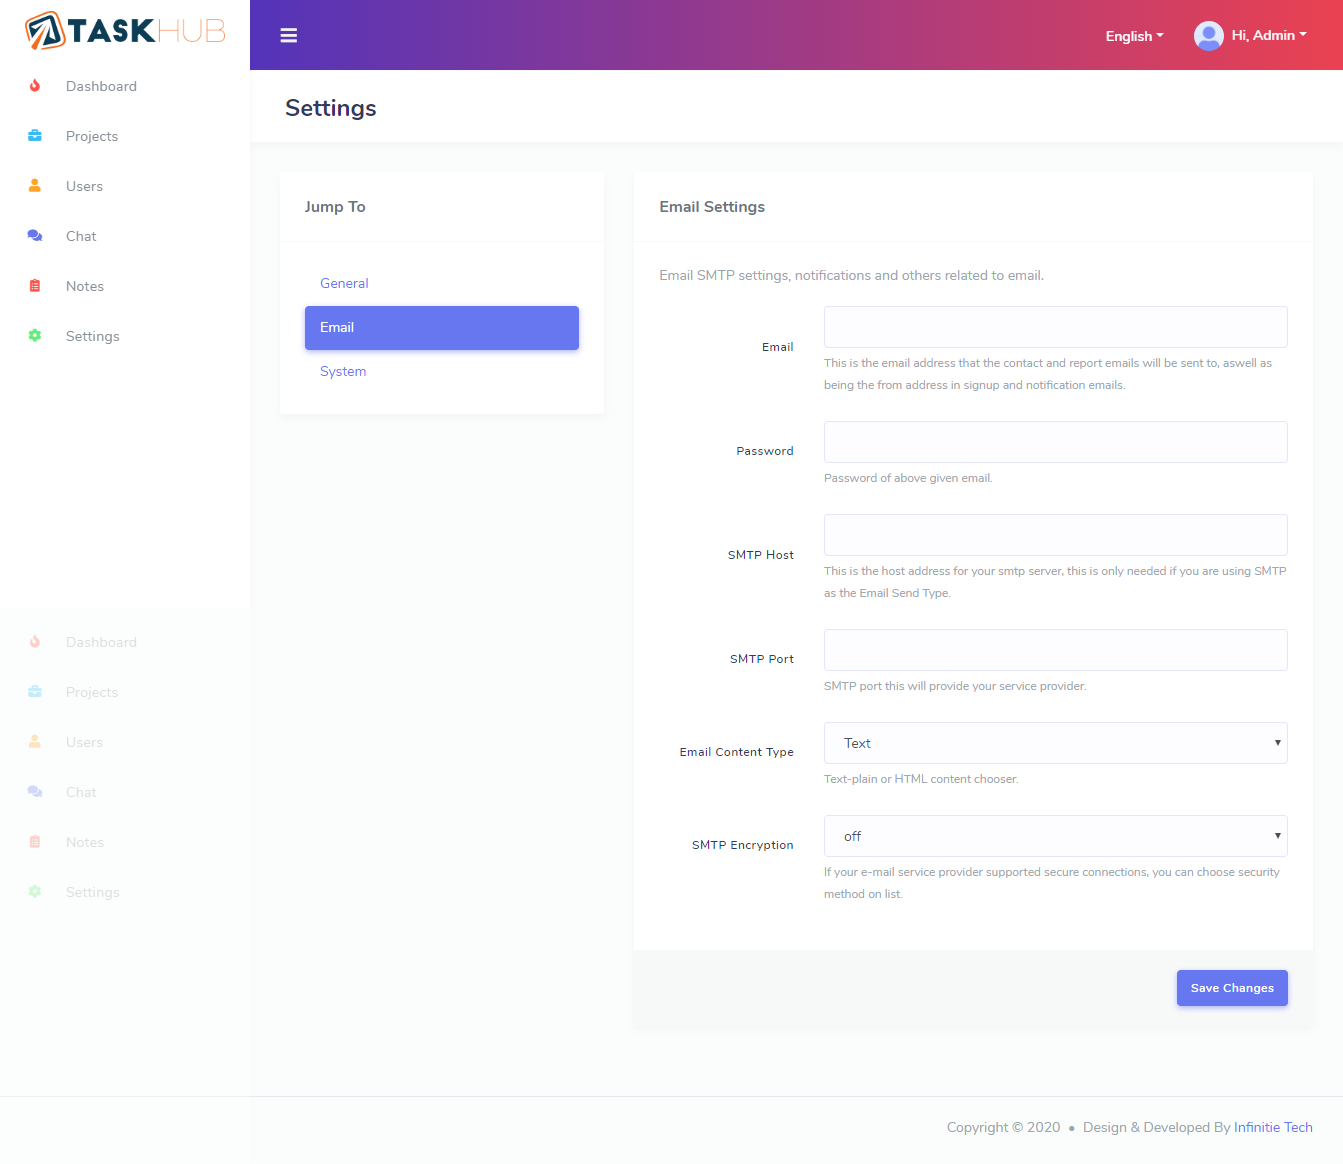 TASKHUB
English
Hi, Admin
Dashboard
Projects
Users
Chat
Notes
Settings
Settings
Jump To
General
Email
System
Email Settings
Email SMTP settings, notifications and others related to email.
Email
This is the email address that the contact and report emails will be sent to, aswell as
being the from address in signup and notification emails.
Password
Password of above given email.
SMTP Host
This is the host address for your smtp server, this is only needed if you are using SMTP
as the Email Send Type.
SMTP Port
SMTP port this will provide your service provider.
Email Content Type
Text
Text-plain or HTML content chooser.
SMTP Encryption
off
If your e-mail service provider supported secure connections, you can choose security
method on list.
Save Changes
Dashboard
Projects
Users
Chat
Notes
Settings
Copyright © 2020 • Design & Developed By Infinitie Tech